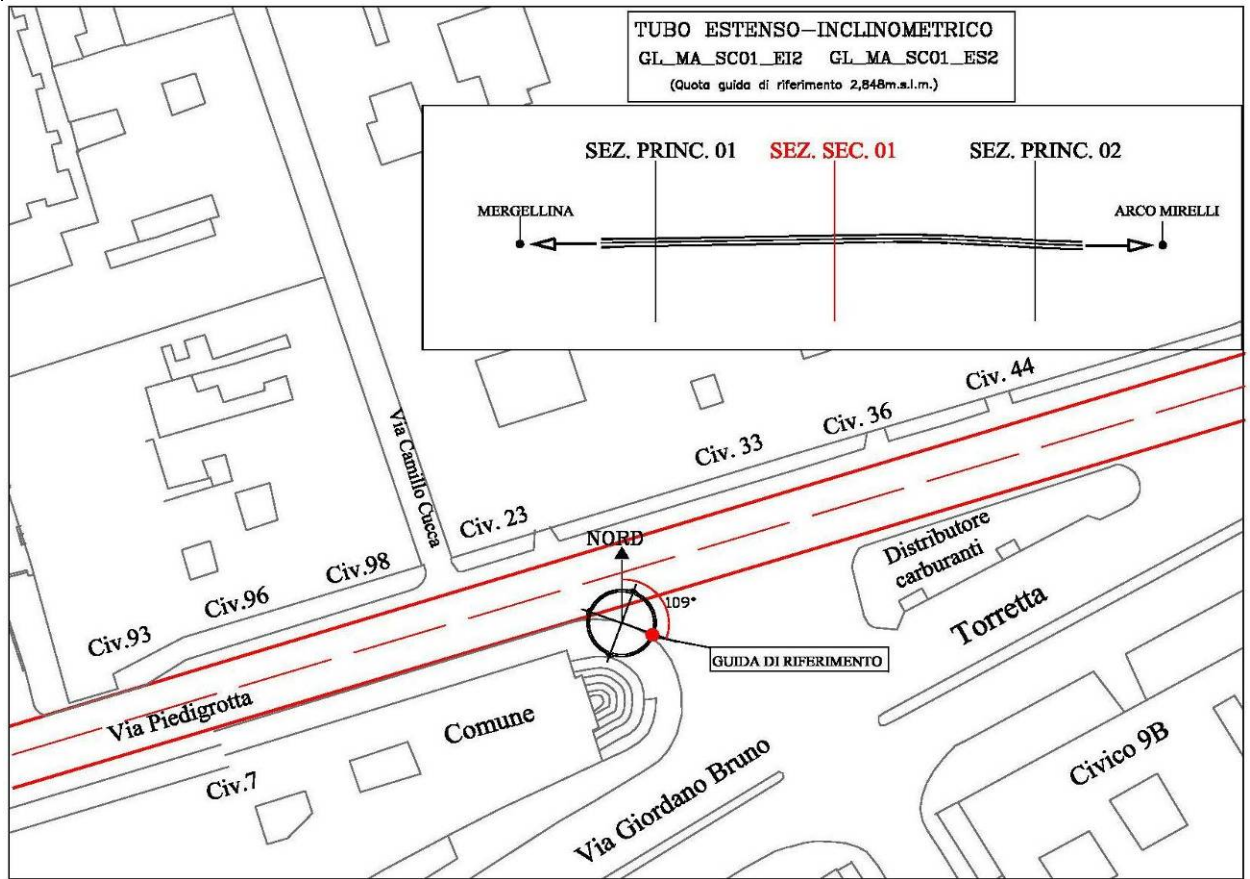 TUBO ESTENSO-INCLINOMETRICO
GL_MA_SC01_EI2 GL_MA_SC01_ES2
(Quota guida di riferimento 2,848m.s.l.m.)
SEZ. PRINC. 01 SEZ. SEC. 01 SEZ. PRINC. 02
MERGELLINA ARCO MIRELLI
Civ. 44
Civ. 36
Civ. 33
Via Camillo Cucca
Civ. 23
NORD
Distributore
carburanti
Civ.98
Civ.96
109°
Torretta
Civ.93
GUIDA DI RIFERIMENTO
Via Piedigrotta
Comune
Civico 9B
Civ.7
Via Giordano Bruno